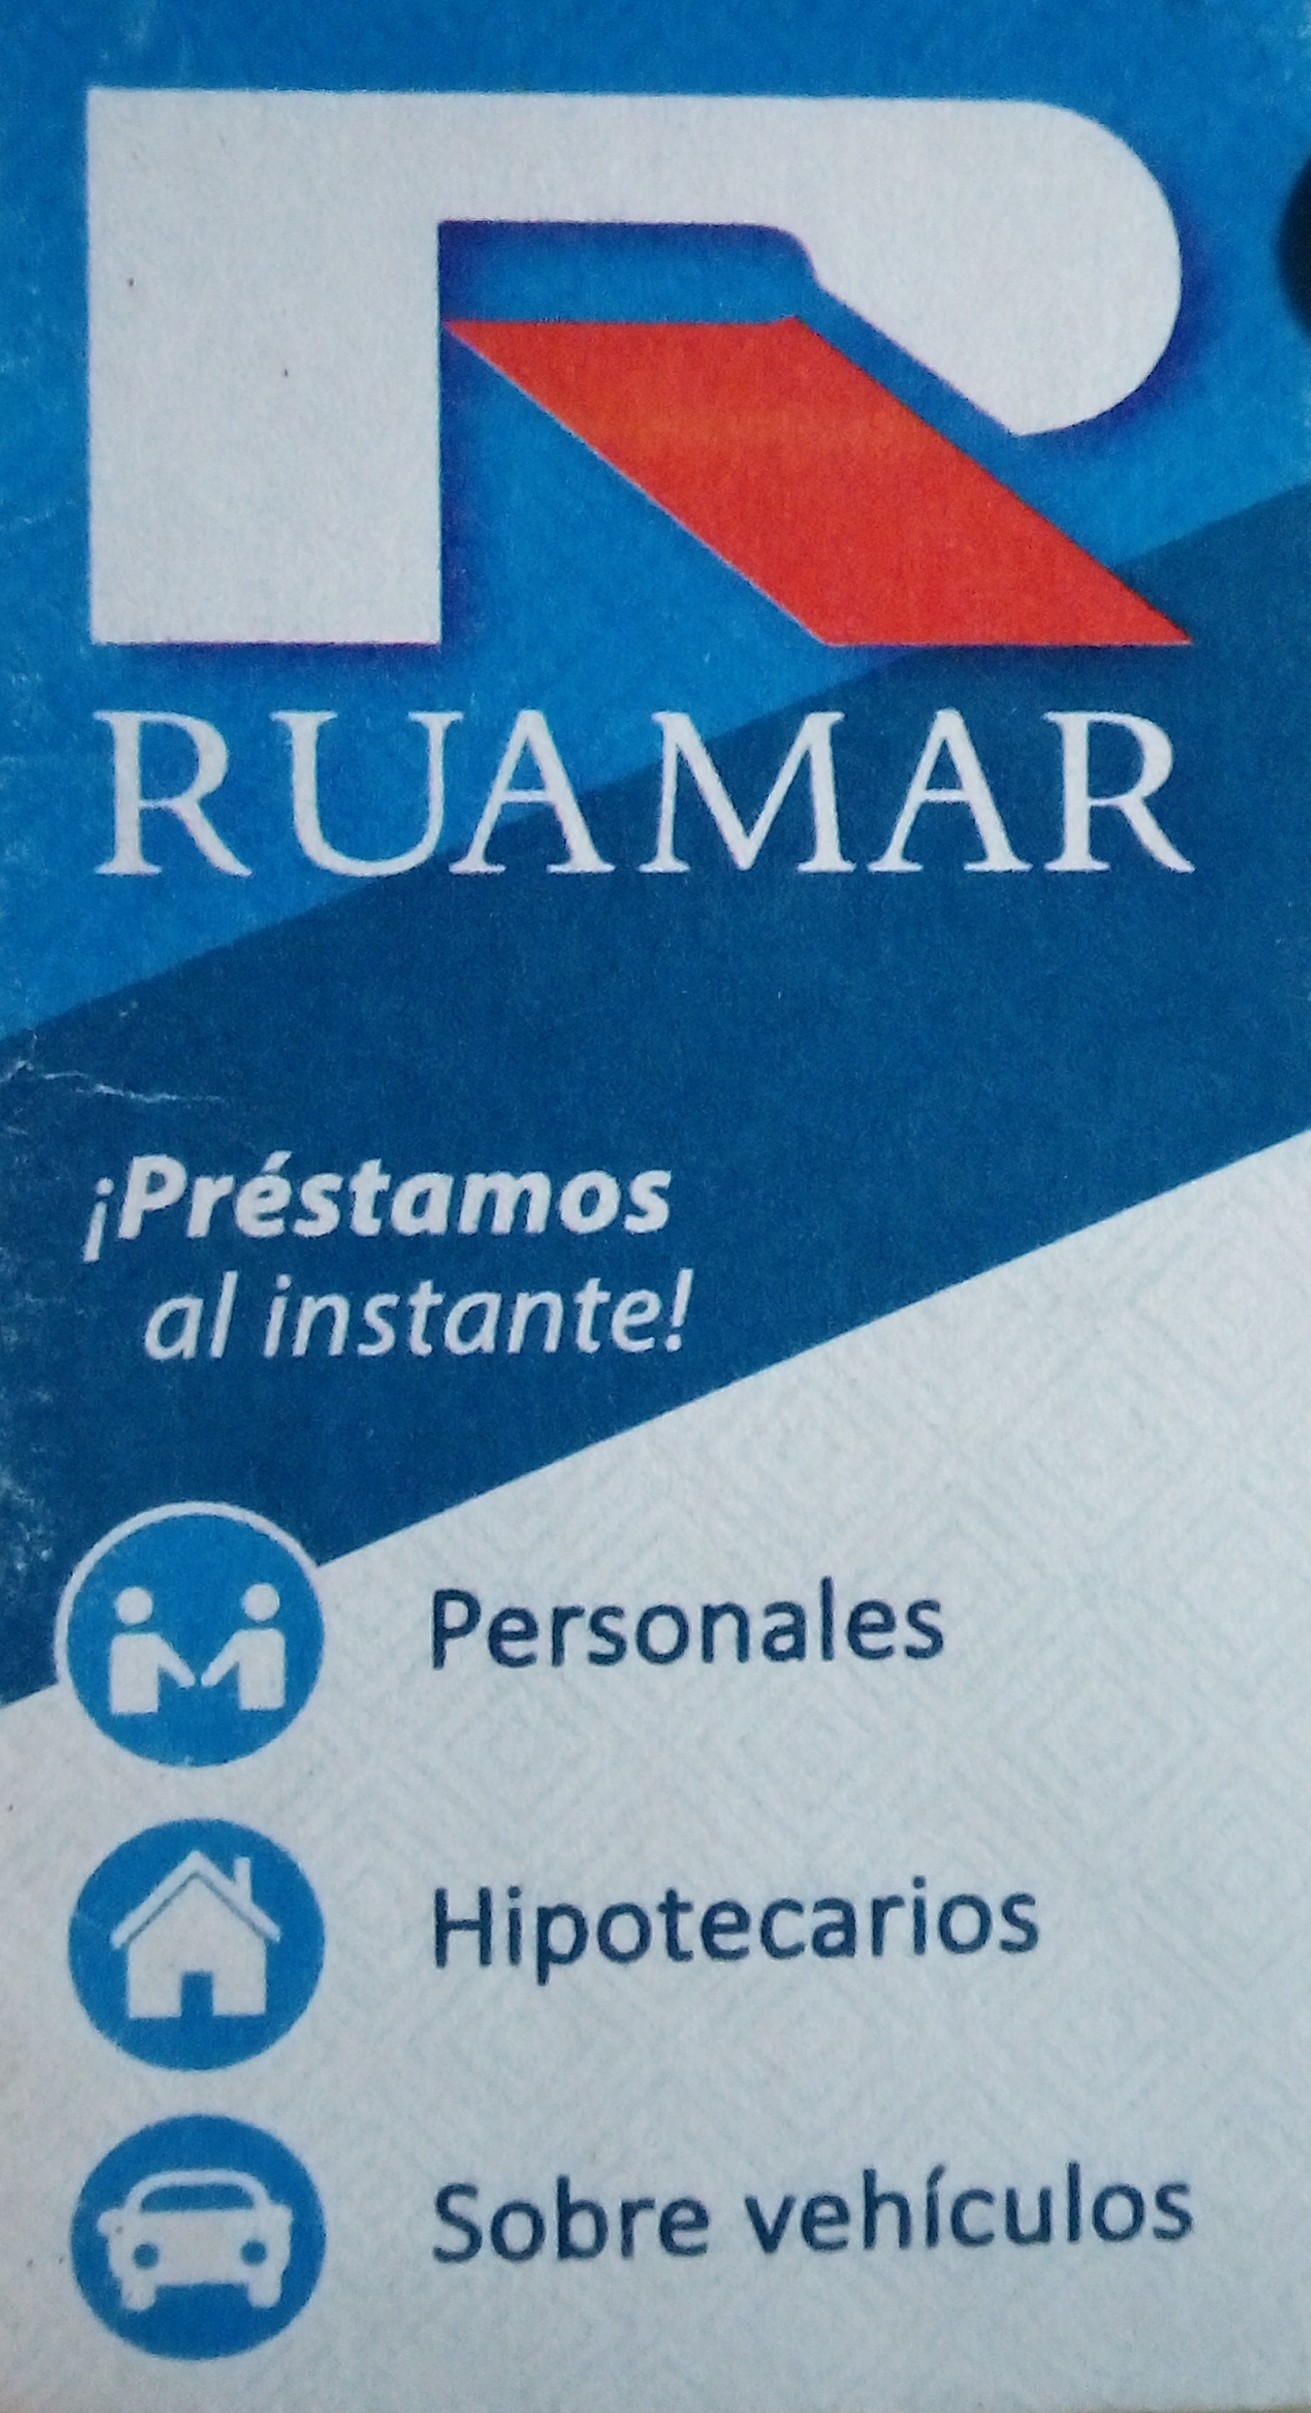 RUAMAR
¡Préstamos
al instante!
Personales
Hipotecarios
Sobre vehículos